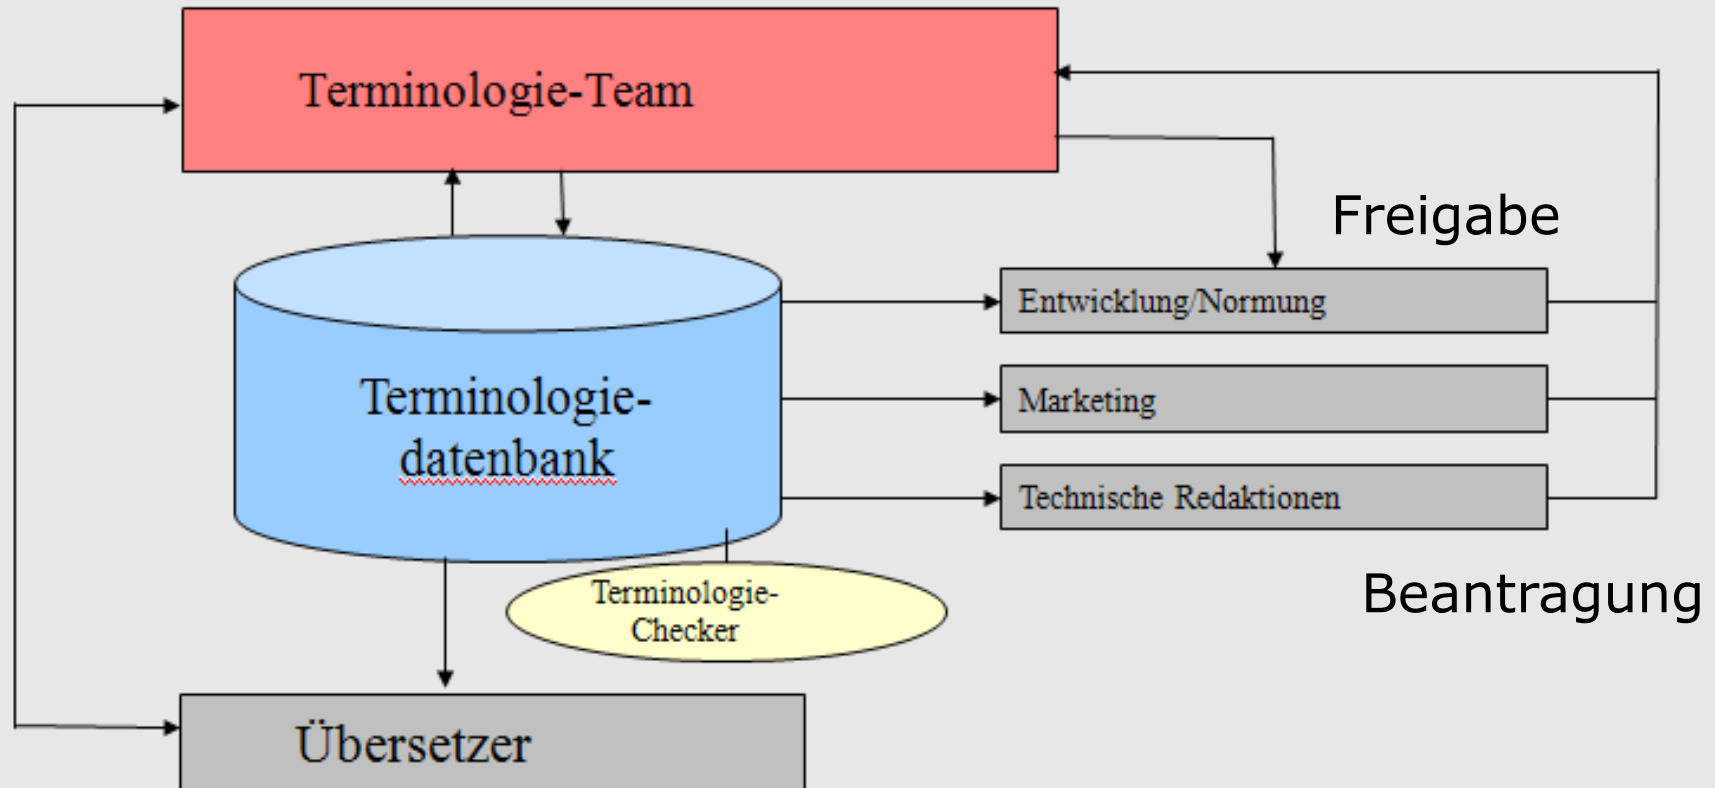 Terminologie-Team
Freigabe
Entwicklung/Normung
Terminologie-
datenbank
Marketing
Technische Redaktionen
Terminologie-
Checker
Beantragung
Übersetzer